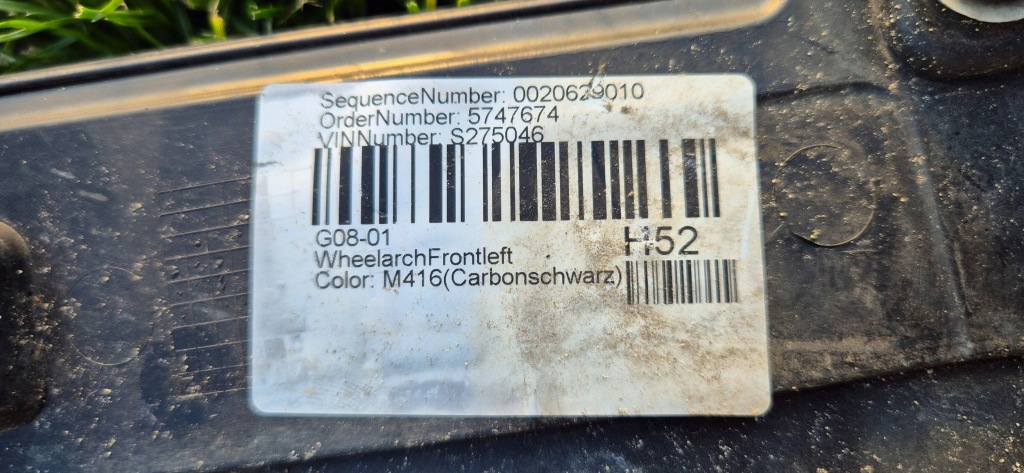 SequenceNumber: 0020629010
OrderNumber: 5747674
VINNumber: S275046
G08-01
WheelarchFrontleft
Color: M416(Carbonschwarz)
H52